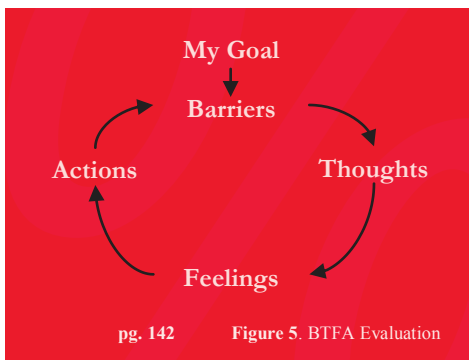 My Goal
Barriers
Actions Thoughts
Feelings
pg. 142 Figure 5. BTFA Evaluation